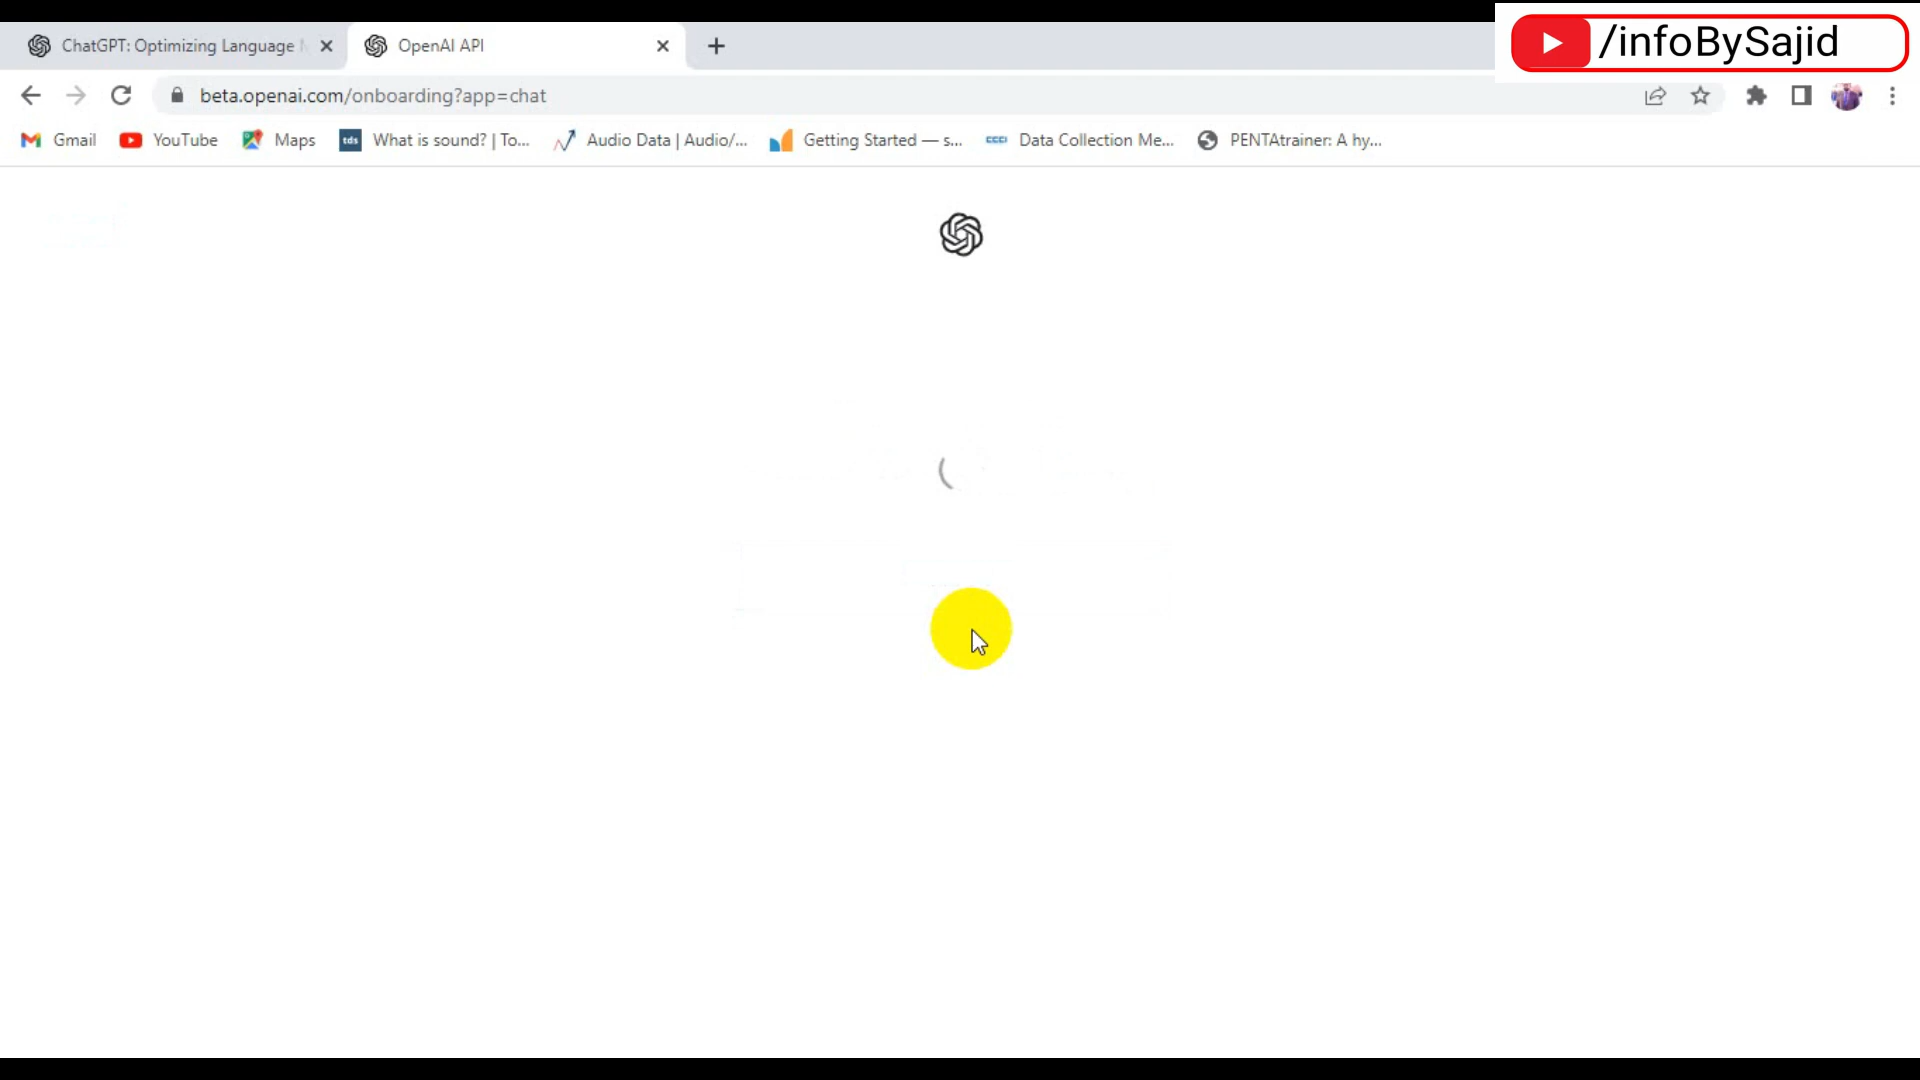 ChatGPT: Optimizing Language
OpenAI API
/infoBySajid
beta.openai.com/onboarding?app=chat
Gmail
YouTube
Maps
tds
What is sound? | To...
Audio Data | Audio/...
Getting Started — s...
Data Collection Me...
PENTAtrainer: A hy...